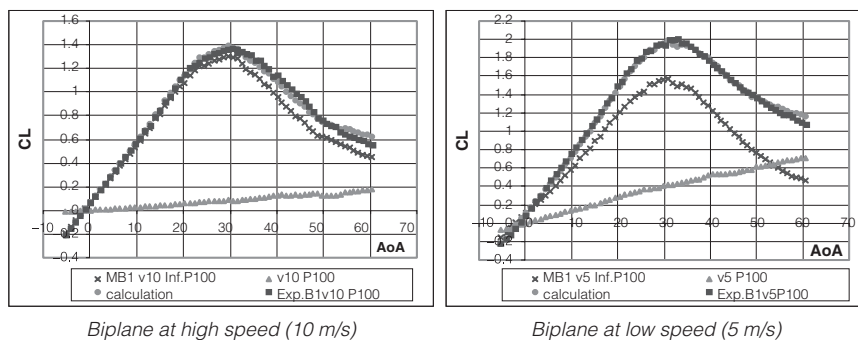 1.6
1.4
1.2
1
0.8
0.6
0.4
0.2
0
–0.2
–0.4
CL
–10 0 10 20 30 40 50 60 70
AoA
MB1 v10 Inf.P100
v10 P100
calculation
Exp.B1v10 P100
Biplane at high speed (10 m/s)
2.2
2
1.8
1.6
1.4
1.2
1
0.8
0.6
0.4
0.2
0
–0.2
–0.4
CL
–10 0 10 20 30 40 50 60 70
AoA
MB1 v5 Inf.P100
v5 P100
calculation
Exp.B1v5P100
Biplane at low speed (5 m/s)